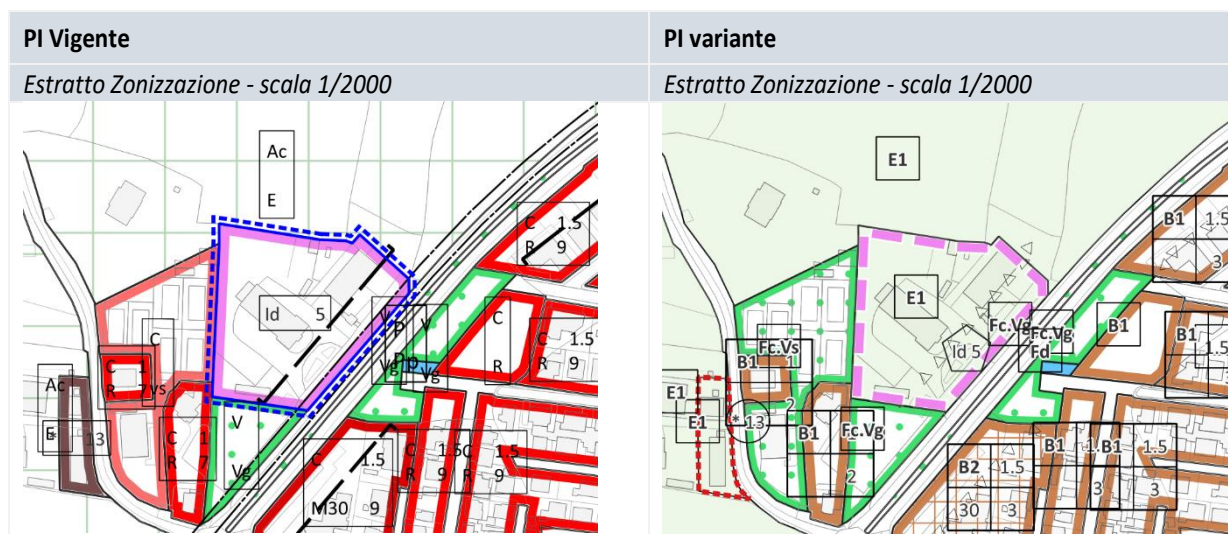 PI Vigente
PI variante
Estratto Zonizzazione - scala 1/2000
Estratto Zonizzazione - scala 1/2000
Ac
E
C 1.5
R 9
Id 5
V
P
V
C
1.5
Vg
Pp
Vg
R
9
C
C 1
R 7
vs
Ac
E
* 13
C 1
R 7
V
Vg
C 1.5
M30 9
C 1.5
R 9
C 1.5
R 9
E1
B1 1.5
3
E1
Fc.Vg
Fc.Vg
Fd
B1
B1
1.5
Id 5
Fc.Vs
B1 1
2
E1
E1
* 13
B1
Fc.Vg
2
B2 1.5
30 3
B1
3
B1 1.5
3